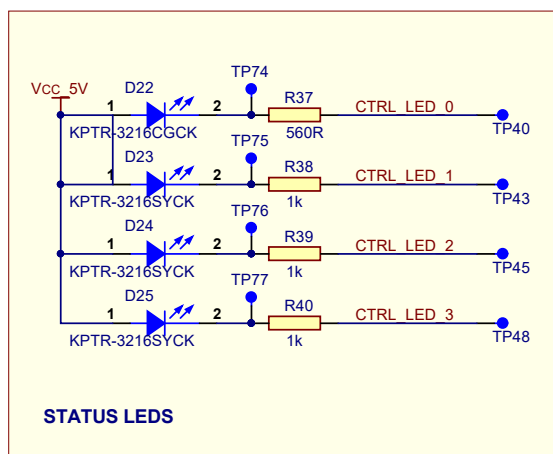 D22
TP74
VCC_5V
1
2
R37
CTRL_LED_0
KPTR-3216CGCK
560R
TP40
D23
TP75
1
2
R38
CTRL_LED_1
KPTR-3216SYCK
1k
TP43
D24
TP76
1
2
R39
CTRL_LED_2
KPTR-3216SYCK
1k
TP45
D25
TP77
1
2
R40
CTRL_LED_3
KPTR-3216SYCK
1k
TP48
STATUS LEDS